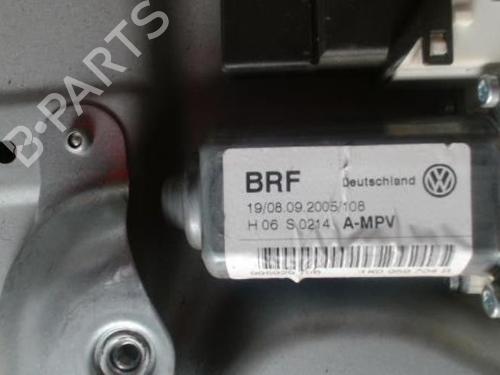 B-PARTS
BRF Deutschland
19/08.09.2005/108
H 06 S 0214 A-MPV